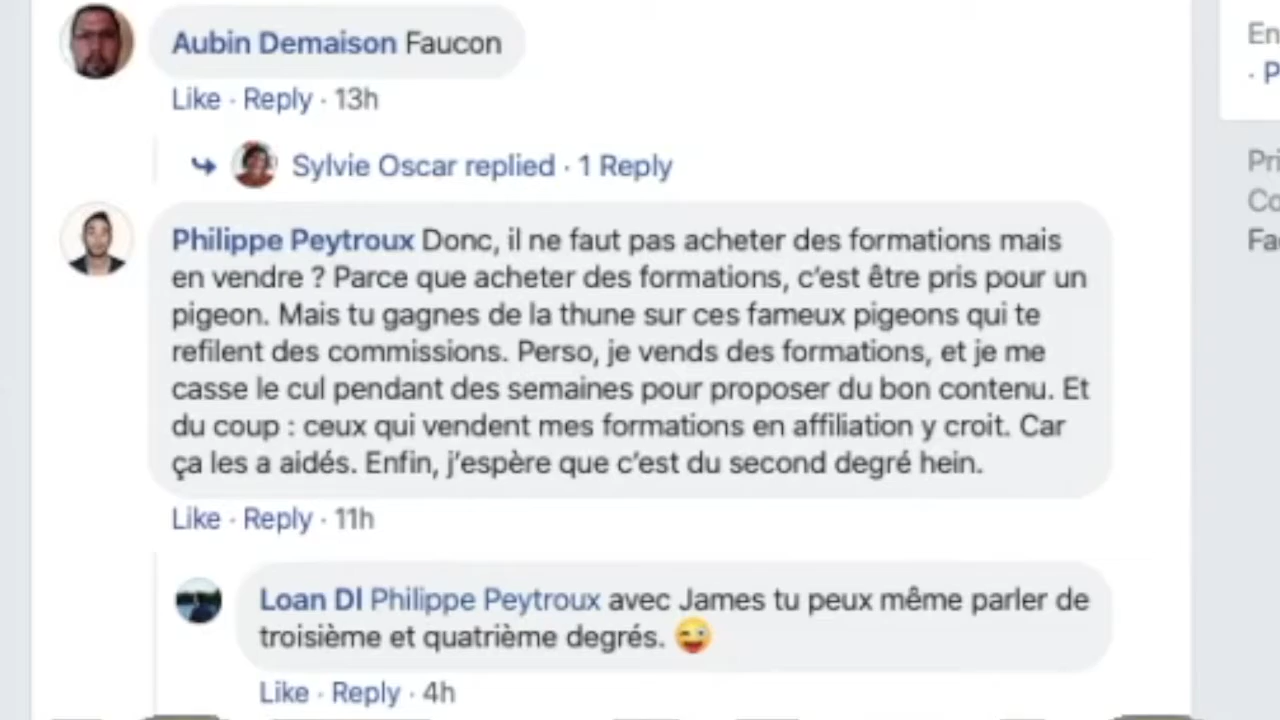 Aubin Demaison Faucon
Like · Reply · 13h
Sylvie Oscar replied · 1 Reply
Philippe Peytroux Donc, il ne faut pas acheter des formations mais
en vendre ? Parce que acheter des formations, c'est être pris pour un
pigeon. Mais tu gagnes de la thune sur ces fameux pigeons qui te
refilent des commissions. Perso, je vends des formations, et je me
casse le cul pendant des semaines pour proposer du bon contenu. Et
du coup : ceux qui vendent mes formations en affiliation y croit. Car
ça les a aidés. Enfin, j'espère que c'est du second degré hein.
Like · Reply · 11h
Loan Dl Philippe Peytroux avec James tu peux même parler de
troisième et quatrième degrés. 😜
Like · Reply · 4h
En
· P
Pri
Co
Fa